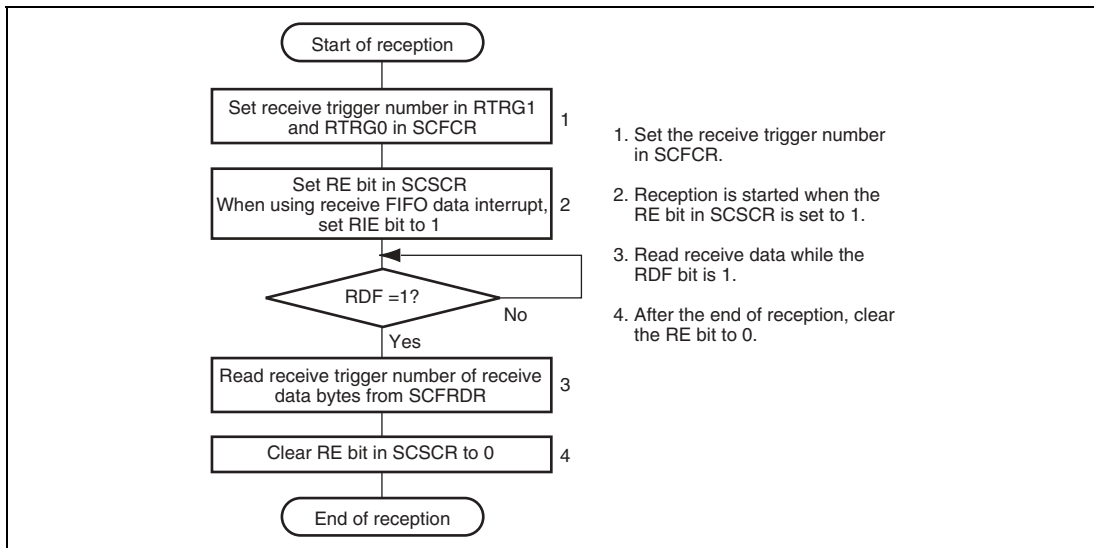 Start of reception
Set receive trigger number in RTRG1
and RTRG0 in SCFCR
1
Set RE bit in SCSCR
When using receive FIFO data interrupt,
set RIE bit to 1
2
RDF =1?
No
Yes
Read receive trigger number of receive
data bytes from SCFRDR
3
Clear RE bit in SCSCR to 0
4
End of reception
1. Set the receive trigger number
in SCFCR.
2. Reception is started when the
RE bit in SCSCR is set to 1.
3. Read receive data while the
RDF bit is 1.
4. After the end of reception, clear
the RE bit to 0.